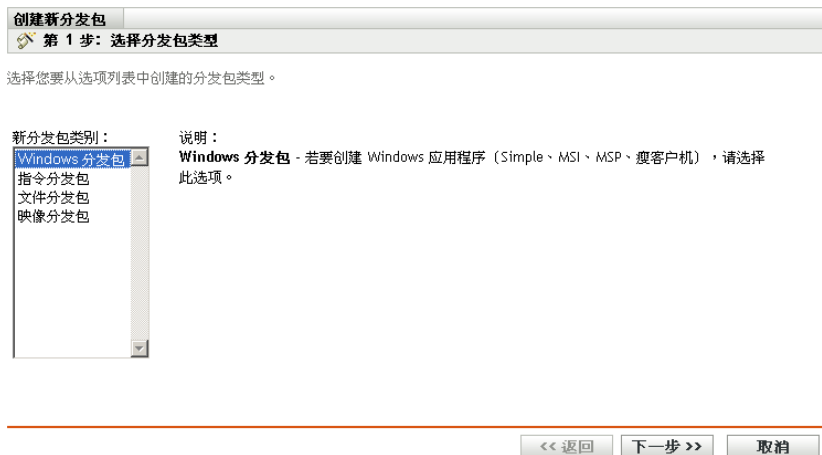 创建新分发包
第 1 步：选择分发包类型
选择您要从选项列表中创建的分发包类型。
新分发包类别：
Windows 分发包
指令分发包
文件分发包
映像分发包
说明：
Windows 分发包 - 若要创建 Windows 应用程序（Simple、MSI、MSP、瘦客户机），请选择
此选项。
<< 返回
下一步 >>
取消